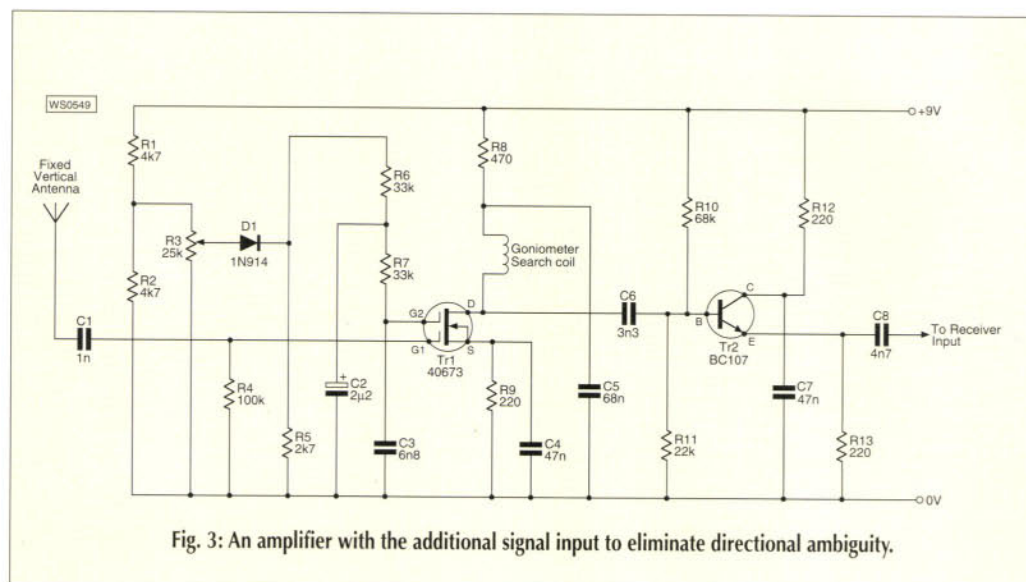 WS0549
+9V
R1
4k7
R8
470
Fixed
Vertical
Antenna
R6
33k
R10
68k
R12
220
R3
25k
D1
1N914
Goniometer
Search coil
R7
33k
R2
4k7
C1
1n
G2
D
G1
S
Tr1
40673
C6
3n3
B
C
E
Tr2
BC107
C8
4n7
To Receiver
Input
R4
100k
+
C2
2µ2
R9
220
C5
68n
C7
47n
R5
2k7
C3
6n8
C4
47n
R11
22k
R13
220
0V
Fig. 3: An amplifier with the additional signal input to eliminate directional ambiguity.